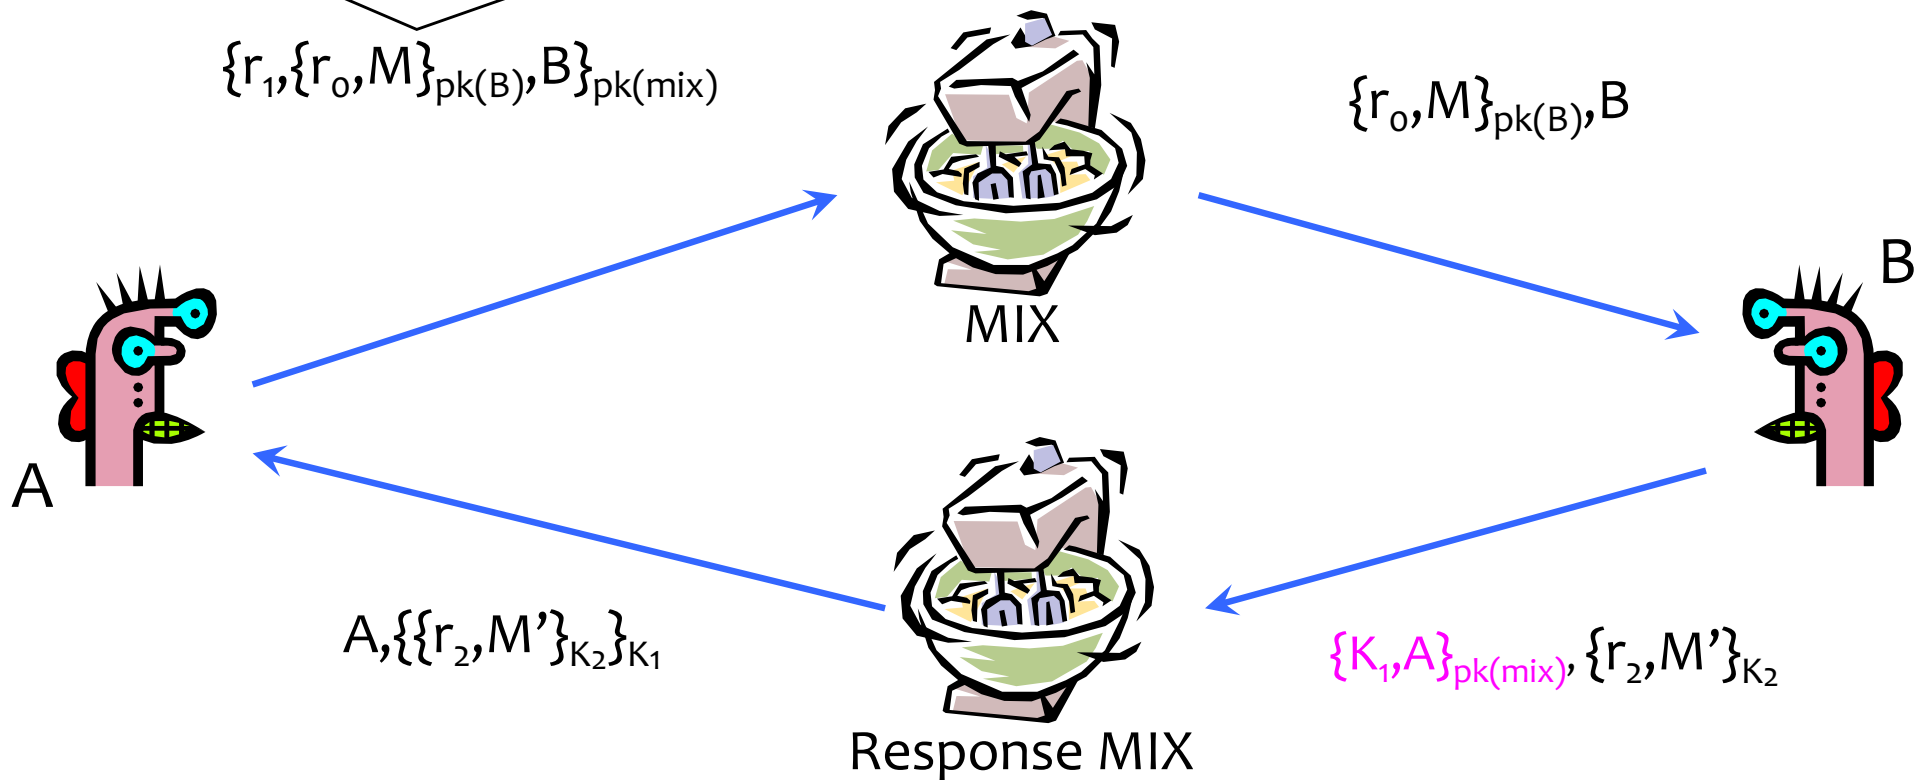 {r₁,{r₀,M}pk(B),B}pk(mix)
{r₀,M}pk(B),B
MIX
B
A
A,{{r₂,M’}K₂}K₁
{K₁,A}pk(mix), {r₂,M’}K₂
Response MIX